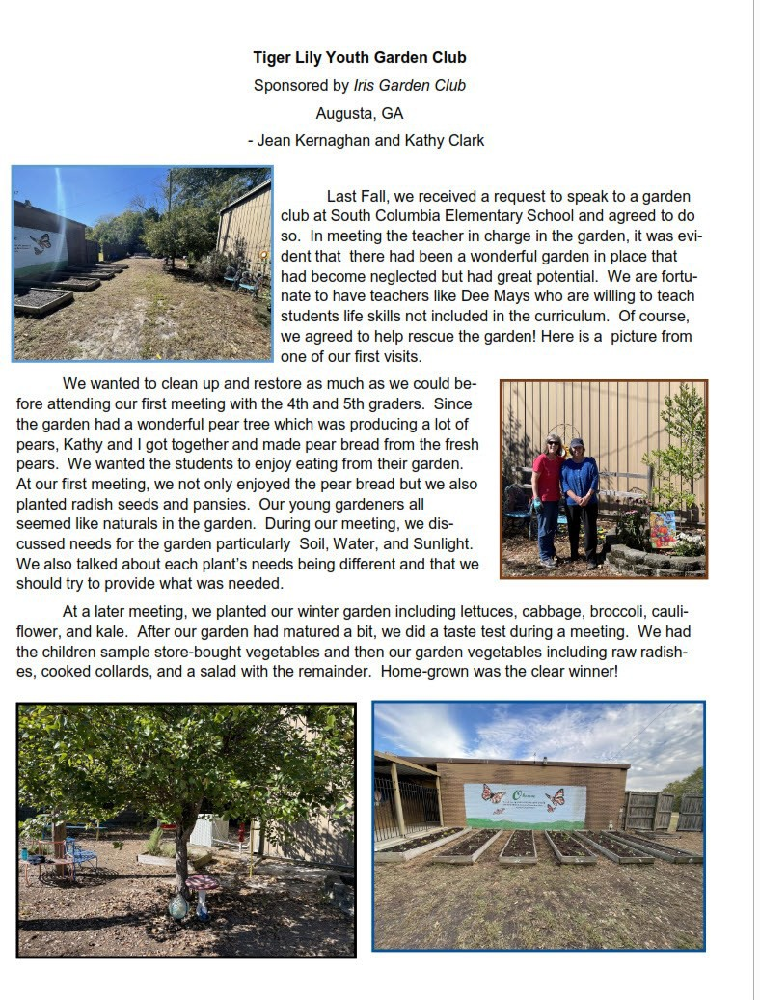 Tiger Lily Youth Garden Club
Sponsored by Iris Garden Club
Augusta, GA
- Jean Kernaghan and Kathy Clark
Last Fall, we received a request to speak to a garden
club at South Columbia Elementary School and agreed to do
so.  In meeting the teacher in charge in the garden, it was evi-
dent that  there had been a wonderful garden in place that
had become neglected but had great potential.  We are fortu-
nate to have teachers like Dee Mays who are willing to teach
students life skills not included in the curriculum.  Of course,
we agreed to help rescue the garden! Here is a  picture from
one of our first visits.
We wanted to clean up and restore as much as we could be-
fore attending our first meeting with the 4th and 5th graders.  Since
the garden had a wonderful pear tree which was producing a lot of
pears, Kathy and I got together and made pear bread from the fresh
pears.  We wanted the students to enjoy eating from their garden.
At our first meeting, we not only enjoyed the pear bread but we also
planted radish seeds and pansies.  Our young gardeners all
seemed like naturals in the garden.  During our meeting, we dis-
cussed needs for the garden particularly  Soil, Water, and Sunlight.
We also talked about each plant’s needs being different and that we
should try to provide what was needed.
At a later meeting, we planted our winter garden including lettuces, cabbage, broccoli, cauli-
flower, and kale.  After our garden had matured a bit, we did a taste test during a meeting.  We had
the children sample store-bought vegetables and then our garden vegetables including raw radish-
es, cooked collards, and a salad with the remainder.  Home-grown was the clear winner!